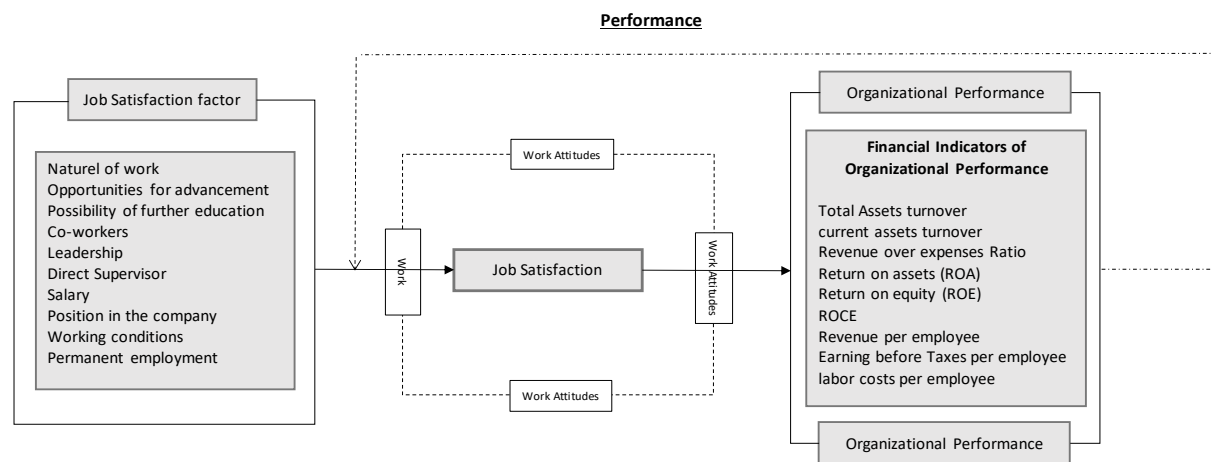 Performance
Job Satisfaction factor
Naturel of work
Opportunities for advancement
Possibility of further education
Co-workers
Leadership
Direct Supervisor
Salary
Position in the company
Working conditions
Permanent employment
Work Attitudes
Work
Job Satisfaction
Work Attitudes
Work Attitudes
Organizational Performance
Financial Indicators of
Organizational Performance
Total Assets turnover
current assets turnover
Revenue over expenses Ratio
Return on assets (ROA)
Return on equity (ROE)
ROCE
Revenue per employee
Earning before Taxes per employee
labor costs per employee
Organizational Performance